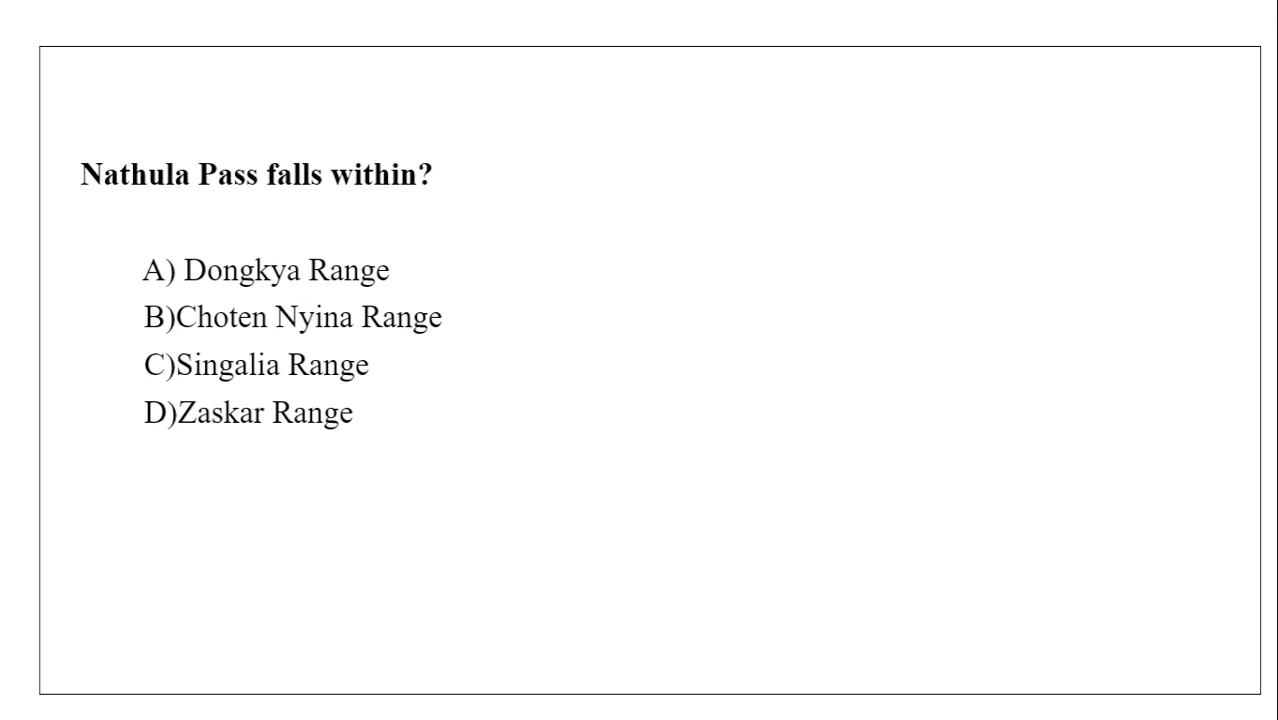 Nathula Pass falls within?
A) Dongkya Range
B)Choten Nyina Range
C)Singalia Range
D)Zaskar Range